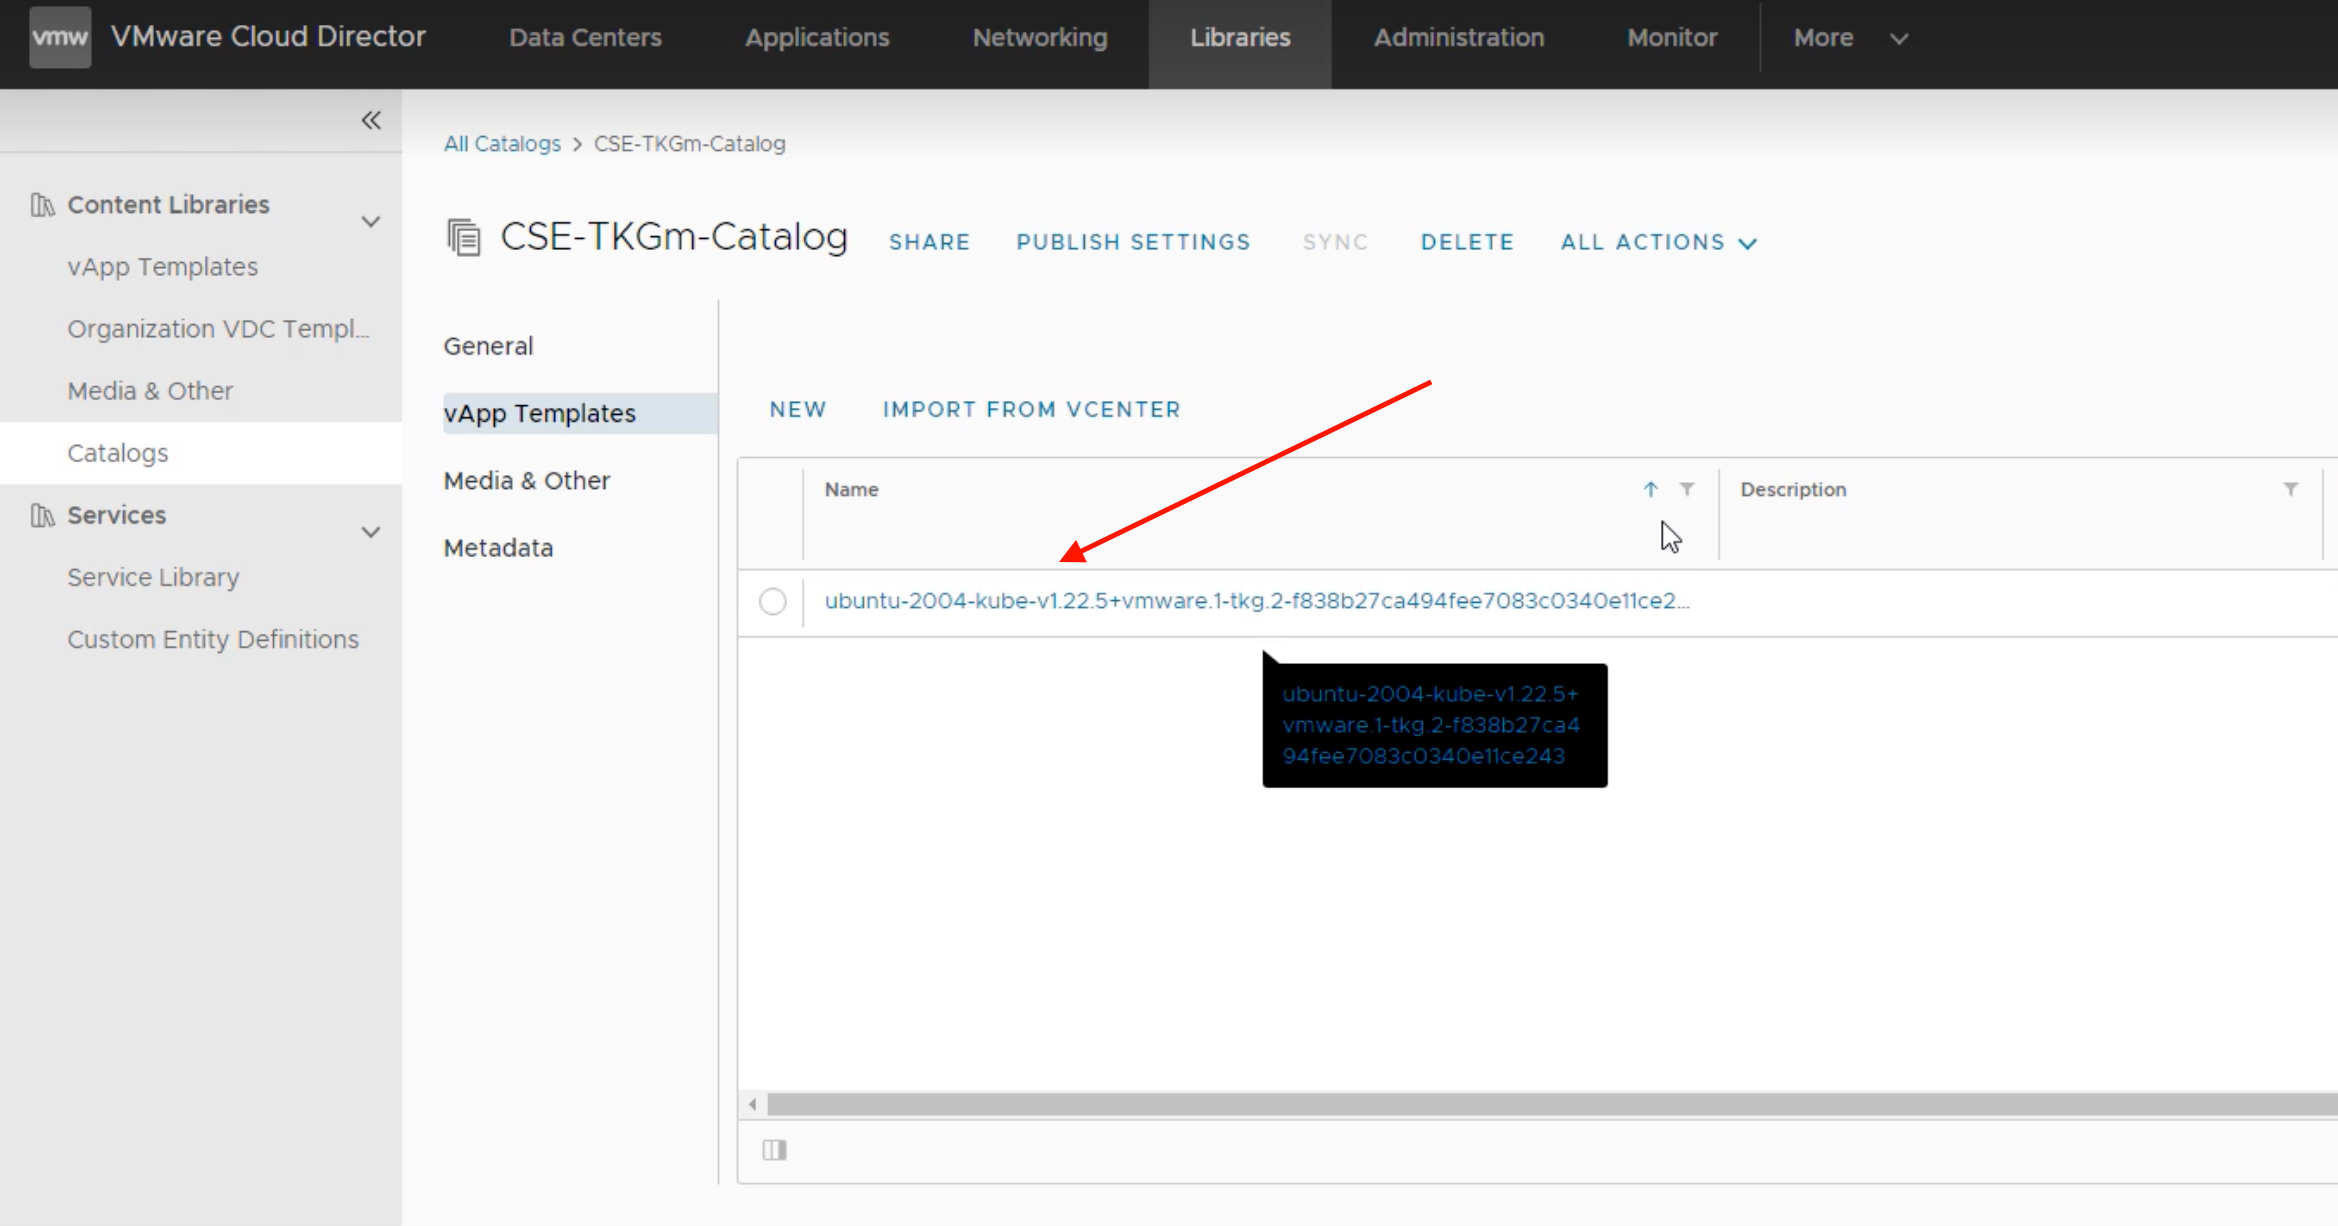 vmw VMware Cloud Director Data Centers Applications Networking Libraries Administration Monitor More
Content Libraries
vApp Templates
Organization VDC Templ...
Media & Other
Catalogs
Services
Service Library
Custom Entity Definitions
All Catalogs > CSE-TKGm-Catalog
CSE-TKGm-Catalog SHARE PUBLISH SETTINGS SYNC DELETE ALL ACTIONS
General
vApp Templates
Media & Other
Metadata
NEW IMPORT FROM VCENTER
Name Description
ubuntu-2004-kube-v1.22.5+vmware.1-tkg.2-f838b27ca494fee7083c0340e11ce2...
ubuntu-2004-kube-v1.22.5+
vmware.1-tkg.2-f838b27ca4
94fee7083c0340e11ce243